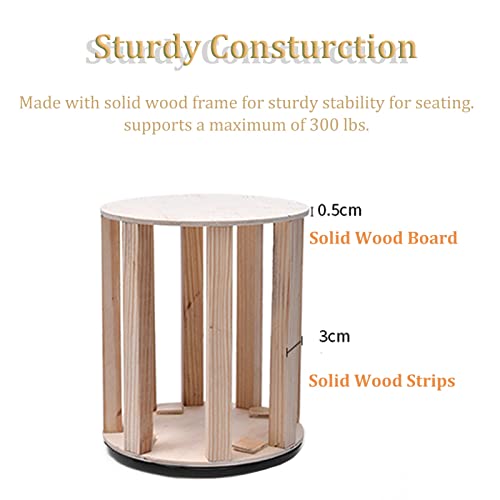 Sturdy Consturction
Made with solid wood frame for sturdy stability for seating.
supports a maximum of 300 lbs.
0.5cm
Solid Wood Board
3cm
Solid Wood Strips